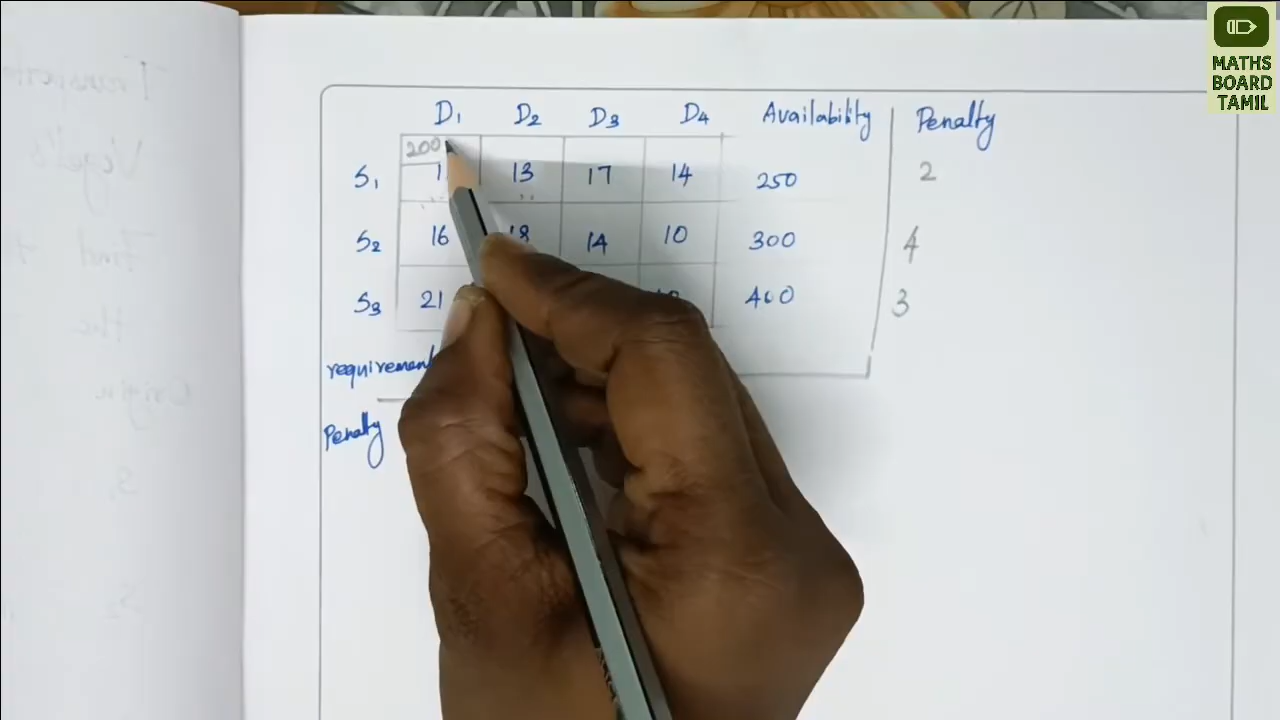 MATHS
BOARD
TAMIL
D1 D2 D3 D4 Availability Penalty
200
S1 13 17 14 250 2
S2 16 18 14 10 300 4
S3 21 400 3
requirement
Penalty